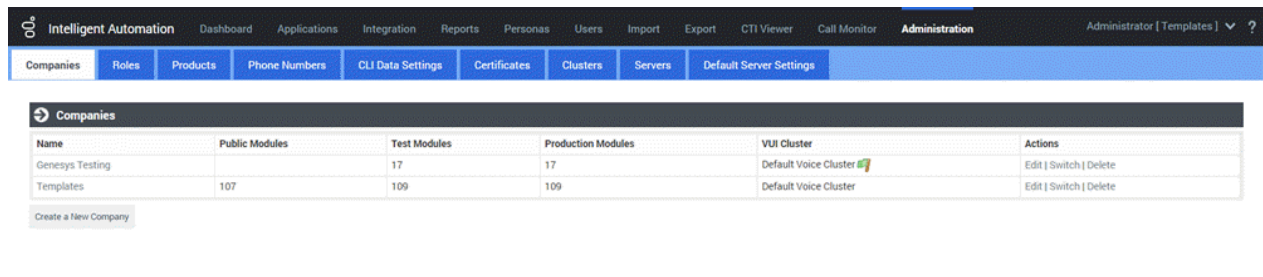 Intelligent Automation Dashboard Applications Integration Reports Personas Users Import Export CTI Viewer Call Monitor Administration Administrator [ Templates ] ?
Companies Roles Products Phone Numbers CLI Data Settings Certificates Clusters Servers Default Server Settings
Companies
Name Public Modules Test Modules Production Modules VUI Cluster Actions
Genesys Testing 17 17 Default Voice Cluster Edit | Switch | Delete
Templates 107 109 109 Default Voice Cluster Edit | Switch | Delete
Create a New Company